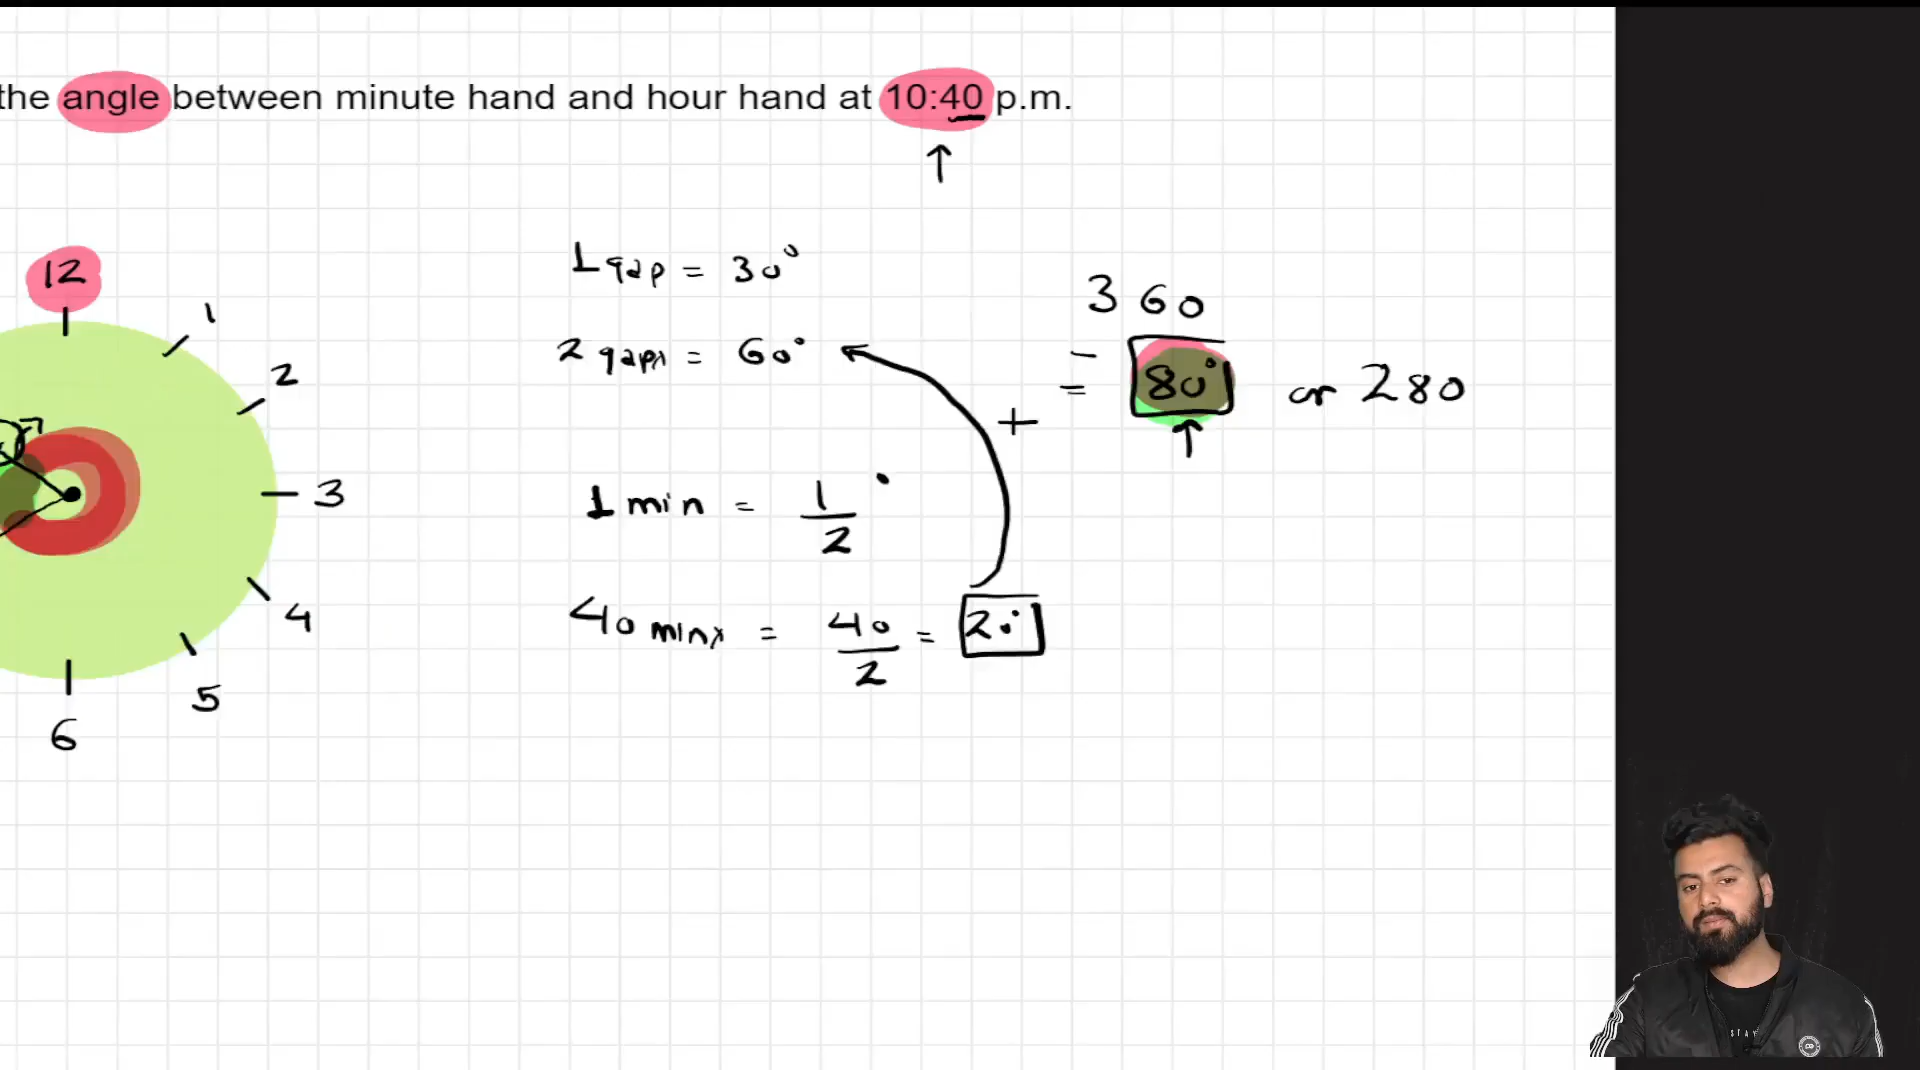 the angle between minute hand and hour hand at 10:40 p.m.
12
1
2
3
4
5
6
1 gap = 30°
2 gaps = 60°
+
1 min = 1/2 °
40 mins = 40/2 = 20°
360
-
= 80° or 280
STAY